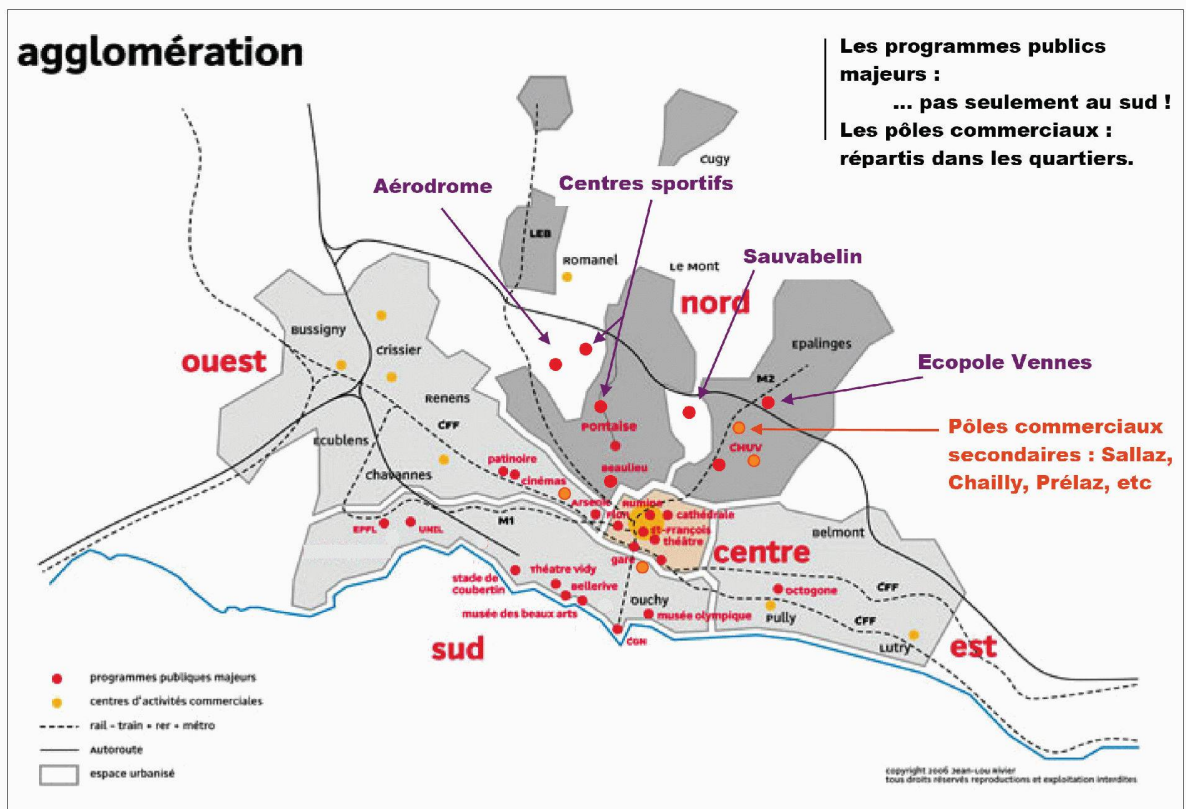 agglomération
Les programmes publics
majeurs :
... pas seulement au sud !
Les pôles commerciaux :
répartis dans les quartiers.
Cugy
Aérodrome
Centres sportifs
LEB
Romanel
Le Mont
Sauvabelin
nord
Bussigny
Crissier
ouest
Epalinges
Ecopole Vennes
M2
Renens
CFF
Pontaise
Pôles commerciaux
secondaires : Sallaz,
Chailly, Prélaz, etc
Ecublens
CHUV
patinoire
Beaulieu
Chavannes
cinémas
Arsenic
Rumine
Flon
cathédrale
EPFL
UNIL
M1
St-François
théâtre
Belmont
centre
gare
stade de
Coubertin
Théatre vidy
Bellerive
CFF
octogone
musée des beaux arts
Ouchy
musée olympique
Pully
CFF
CGN
Lutry
sud
est
programmes publiques majeurs
centres d'activités commerciales
rail - train + rer + métro
Autoroute
espace urbanisé
copyright 2006 Jean-Lou Rivier
tous droits réservés reproductions et exploitation interdites